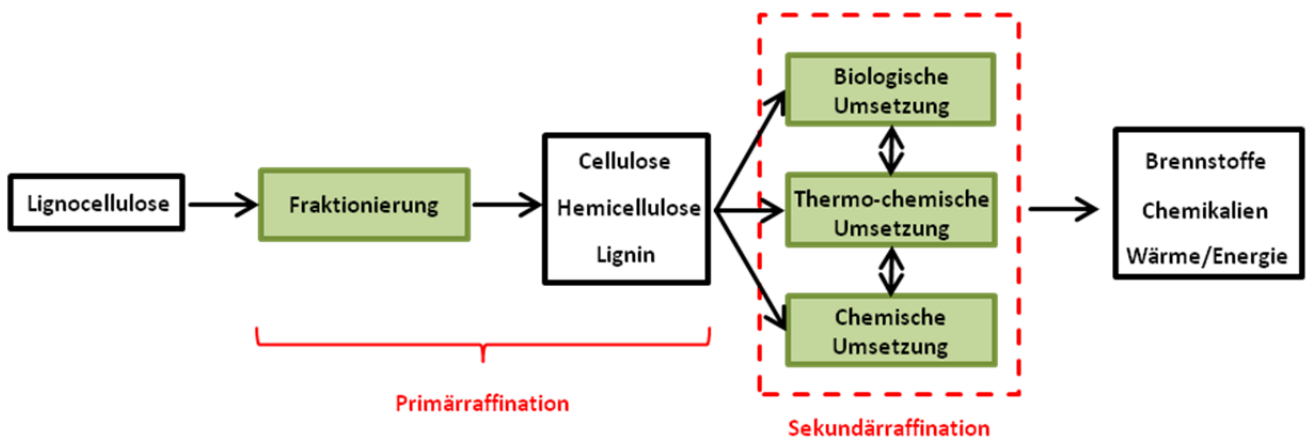 Lignocellulose
Fraktionierung
Cellulose
Hemicellulose
Lignin
Biologische
Umsetzung
Thermo-chemische
Umsetzung
Chemische
Umsetzung
Brennstoffe
Chemikalien
Wärme/Energie
Primärraffination
Sekundärraffination